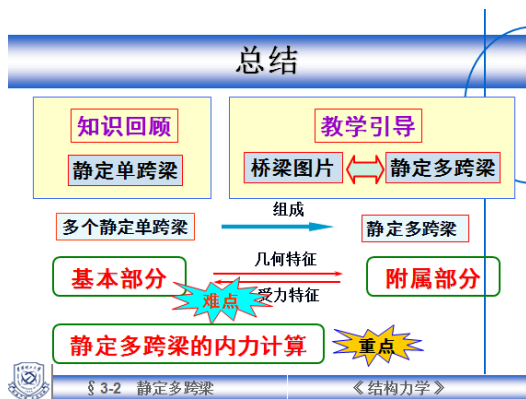 总结
知识回顾
静定单跨梁
教学引导
桥梁图片
静定多跨梁
多个静定单跨梁
组成
静定多跨梁
基本部分
几何特征
受力特征
难点
附属部分
静定多跨梁的内力计算
重点
§3-2 静定多跨梁
《结构力学》